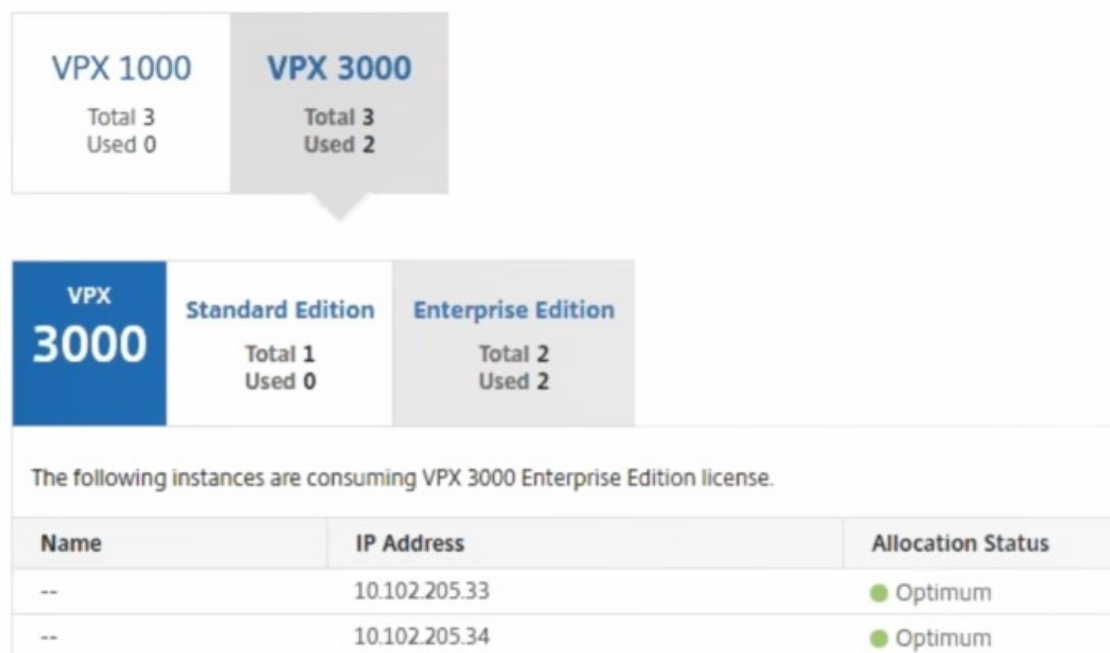 VPX 1000
Total 3
Used 0
VPX 3000
Total 3
Used 2
VPX
3000
Standard Edition
Total 1
Used 0
Enterprise Edition
Total 2
Used 2
The following instances are consuming VPX 3000 Enterprise Edition license.
Name IP Address Allocation Status
-- 10.102.205.33 Optimum
-- 10.102.205.34 Optimum